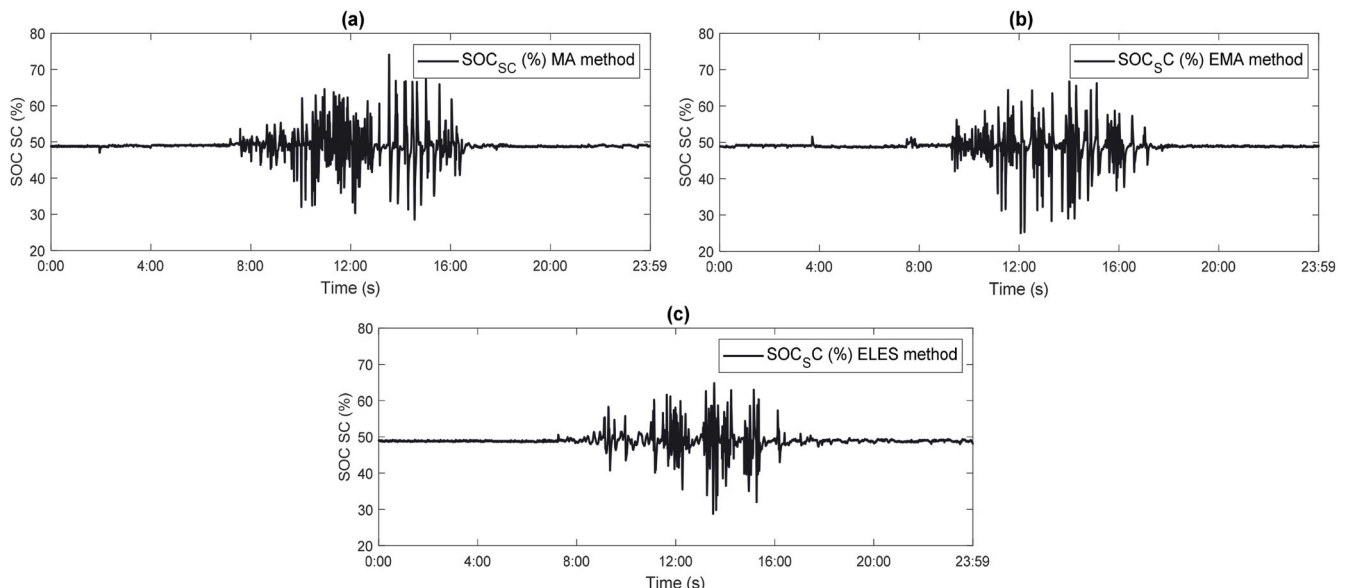 (a)
80
70
60
50
40
30
20
SOC SC (%)
SOC_SC (%) MA method
0:00 4:00 8:00 12:00 16:00 20:00 23:59
Time (s)
(b)
80
70
60
50
40
30
20
SOC SC (%)
SOC_SC (%) EMA method
0:00 4:00 8:00 12:00 16:00 20:00 23:59
Time (s)
(c)
80
70
60
50
40
30
20
SOC SC (%)
SOC_SC (%) ELES method
0:00 4:00 8:00 12:00 16:00 20:00 23:59
Time (s)